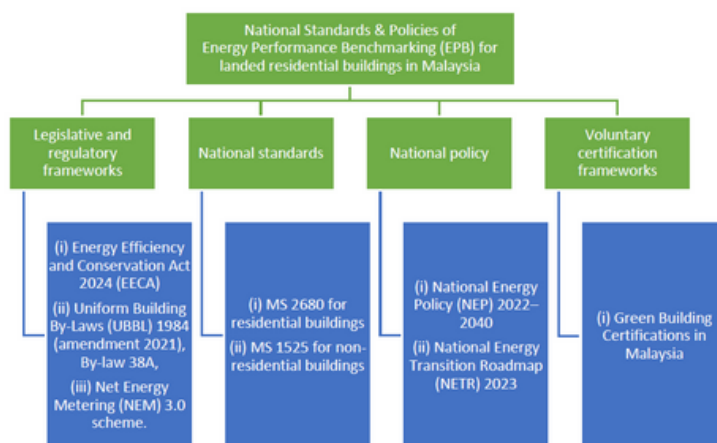 National Standards & Policies of
Energy Performance Benchmarking (EPB) for
landed residential buildings in Malaysia
Legislative and
regulatory
frameworks
National standards
National policy
Voluntary
certification
frameworks
(i) Energy Efficiency
and Conservation Act
2024 (EECA)
(ii) Uniform Building
By-Laws (UBBL) 1984
(amendment 2021),
By-law 38A,
(iii) Net Energy
Metering (NEM) 3.0
scheme.
(i) MS 2680 for
residential buildings
(ii) MS 1525 for non-
residential buildings
(i) National Energy
Policy (NEP) 2022–
2040
(ii) National Energy
Transition Roadmap
(NETR) 2023
(i) Green Building
Certifications in
Malaysia